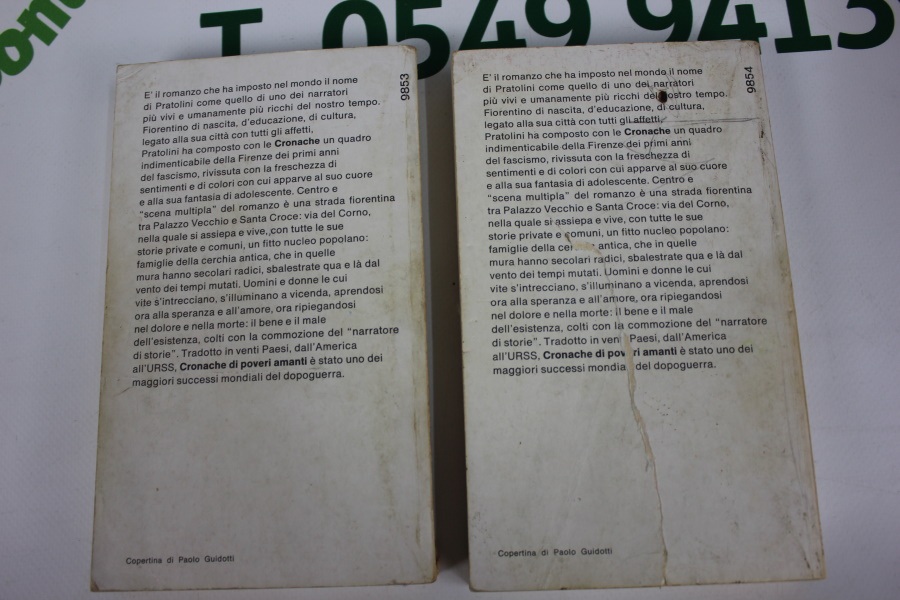 ont
T. 0549 9413
9853
E' il romanzo che ha imposto nel mondo il nome
di Pratolini come quello di uno dei narratori
più vivi e umanamente più ricchi del nostro tempo.
Fiorentino di nascita, d'educazione, di cultura,
legato alla sua città con tutti gli affetti,
Pratolini ha composto con le Cronache un quadro
indimenticabile della Firenze dei primi anni
del fascismo, rivissuta con la freschezza di
sentimenti e di colori con cui apparve al suo cuore
e alla sua fantasia di adolescente. Centro e
"scena multipla" del romanzo è una strada fiorentina
tra Palazzo Vecchio e Santa Croce: via del Corno,
nella quale si assiepa e vive, con tutte le sue
storie private e comuni, un fitto nucleo popolano:
famiglie della cerchia antica, che in quelle
mura hanno secolari radici, sbalestrate qua e là dal
vento dei tempi mutati. Uomini e donne le cui
vite s'intrecciano, s'illuminano a vicenda, aprendosi
ora alla speranza e all'amore, ora ripiegandosi
nel dolore e nella morte: il bene e il male
dell'esistenza, colti con la commozione del "narratore
di storie". Tradotto in venti Paesi, dall'America
all'URSS, Cronache di poveri amanti è stato uno dei
maggiori successi mondiali del dopoguerra.
Copertina di Paolo Guidotti
9854
E' il romanzo che ha imposto nel mondo il nome
di Pratolini come quello di uno dei narratori
più vivi e umanamente più ricchi del nostro tempo.
Fiorentino di nascita, d'educazione, di cultura,
legato alla sua città con tutti gli affetti,
Pratolini ha composto con le Cronache un quadro
indimenticabile della Firenze dei primi anni
del fascismo, rivissuta con la freschezza di
sentimenti e di colori con cui apparve al suo cuore
e alla sua fantasia di adolescente. Centro e
"scena multipla" del romanzo è una strada fiorentina
tra Palazzo Vecchio e Santa Croce: via del Corno,
nella quale si assiepa e vive, con tutte le sue
storie private e comuni, un fitto nucleo popolano:
famiglie della ce antica, che in quelle
mura hanno secolari radici, sbalestrate qua e là dal
vento dei tempi mutati. Uomini e donne le cui
vite s'intrecciano, s'illuminano a vicenda, aprendosi
ora alla speranza e all'amore, ora ripiegandosi
nel dolore e nella morte: il bene e il male
dell'esistenza, colti con la commozione del "narratore
di storie". Tradotto in venti Paesi, dall'America
all'URSS, Cronache di poveri amanti è stato uno dei
maggiori successi mondiali del dopoguerra.
Copertina di Paolo Guidotti